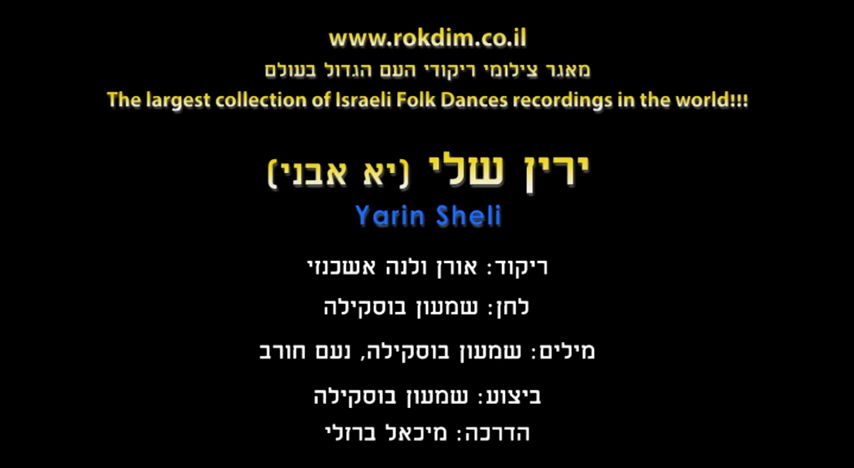 www.rokdim.co.il
מאגר צילומי ריקודי העם הגדול בעולם
The largest collection of Israeli Folk Dances recordings in the world!!!
ירין שלי (יא אבני)
Yarin Sheli
ריקוד: אורן ולנה אשכנזי
לחן: שמעון בוסקילה
מילים: שמעון בוסקילה, נעם חורב
ביצוע: שמעון בוסקילה
הדרכה: מיכאל ברזלי